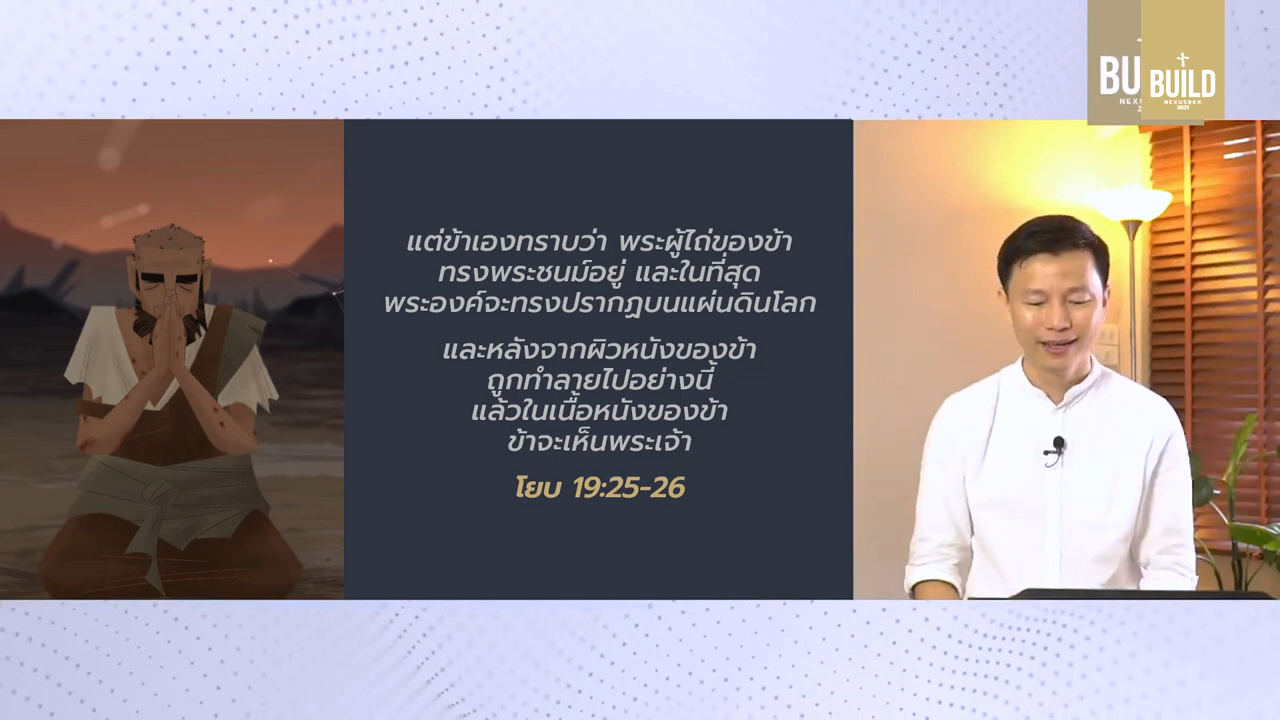 BU
BUILD
NEXUSBKK
2021
แต่ข้าเองทราบว่า พระผู้ไถ่ของข้า
ทรงพระชนม์อยู่ และในที่สุด
พระองค์จะทรงปรากฏบนแผ่นดินโลก
และหลังจากผิวหนังของข้า
ถูกทำลายไปอย่างนี้
แล้วในเนื้อหนังของข้า
ข้าจะเห็นพระเจ้า
โยบ 19:25-26